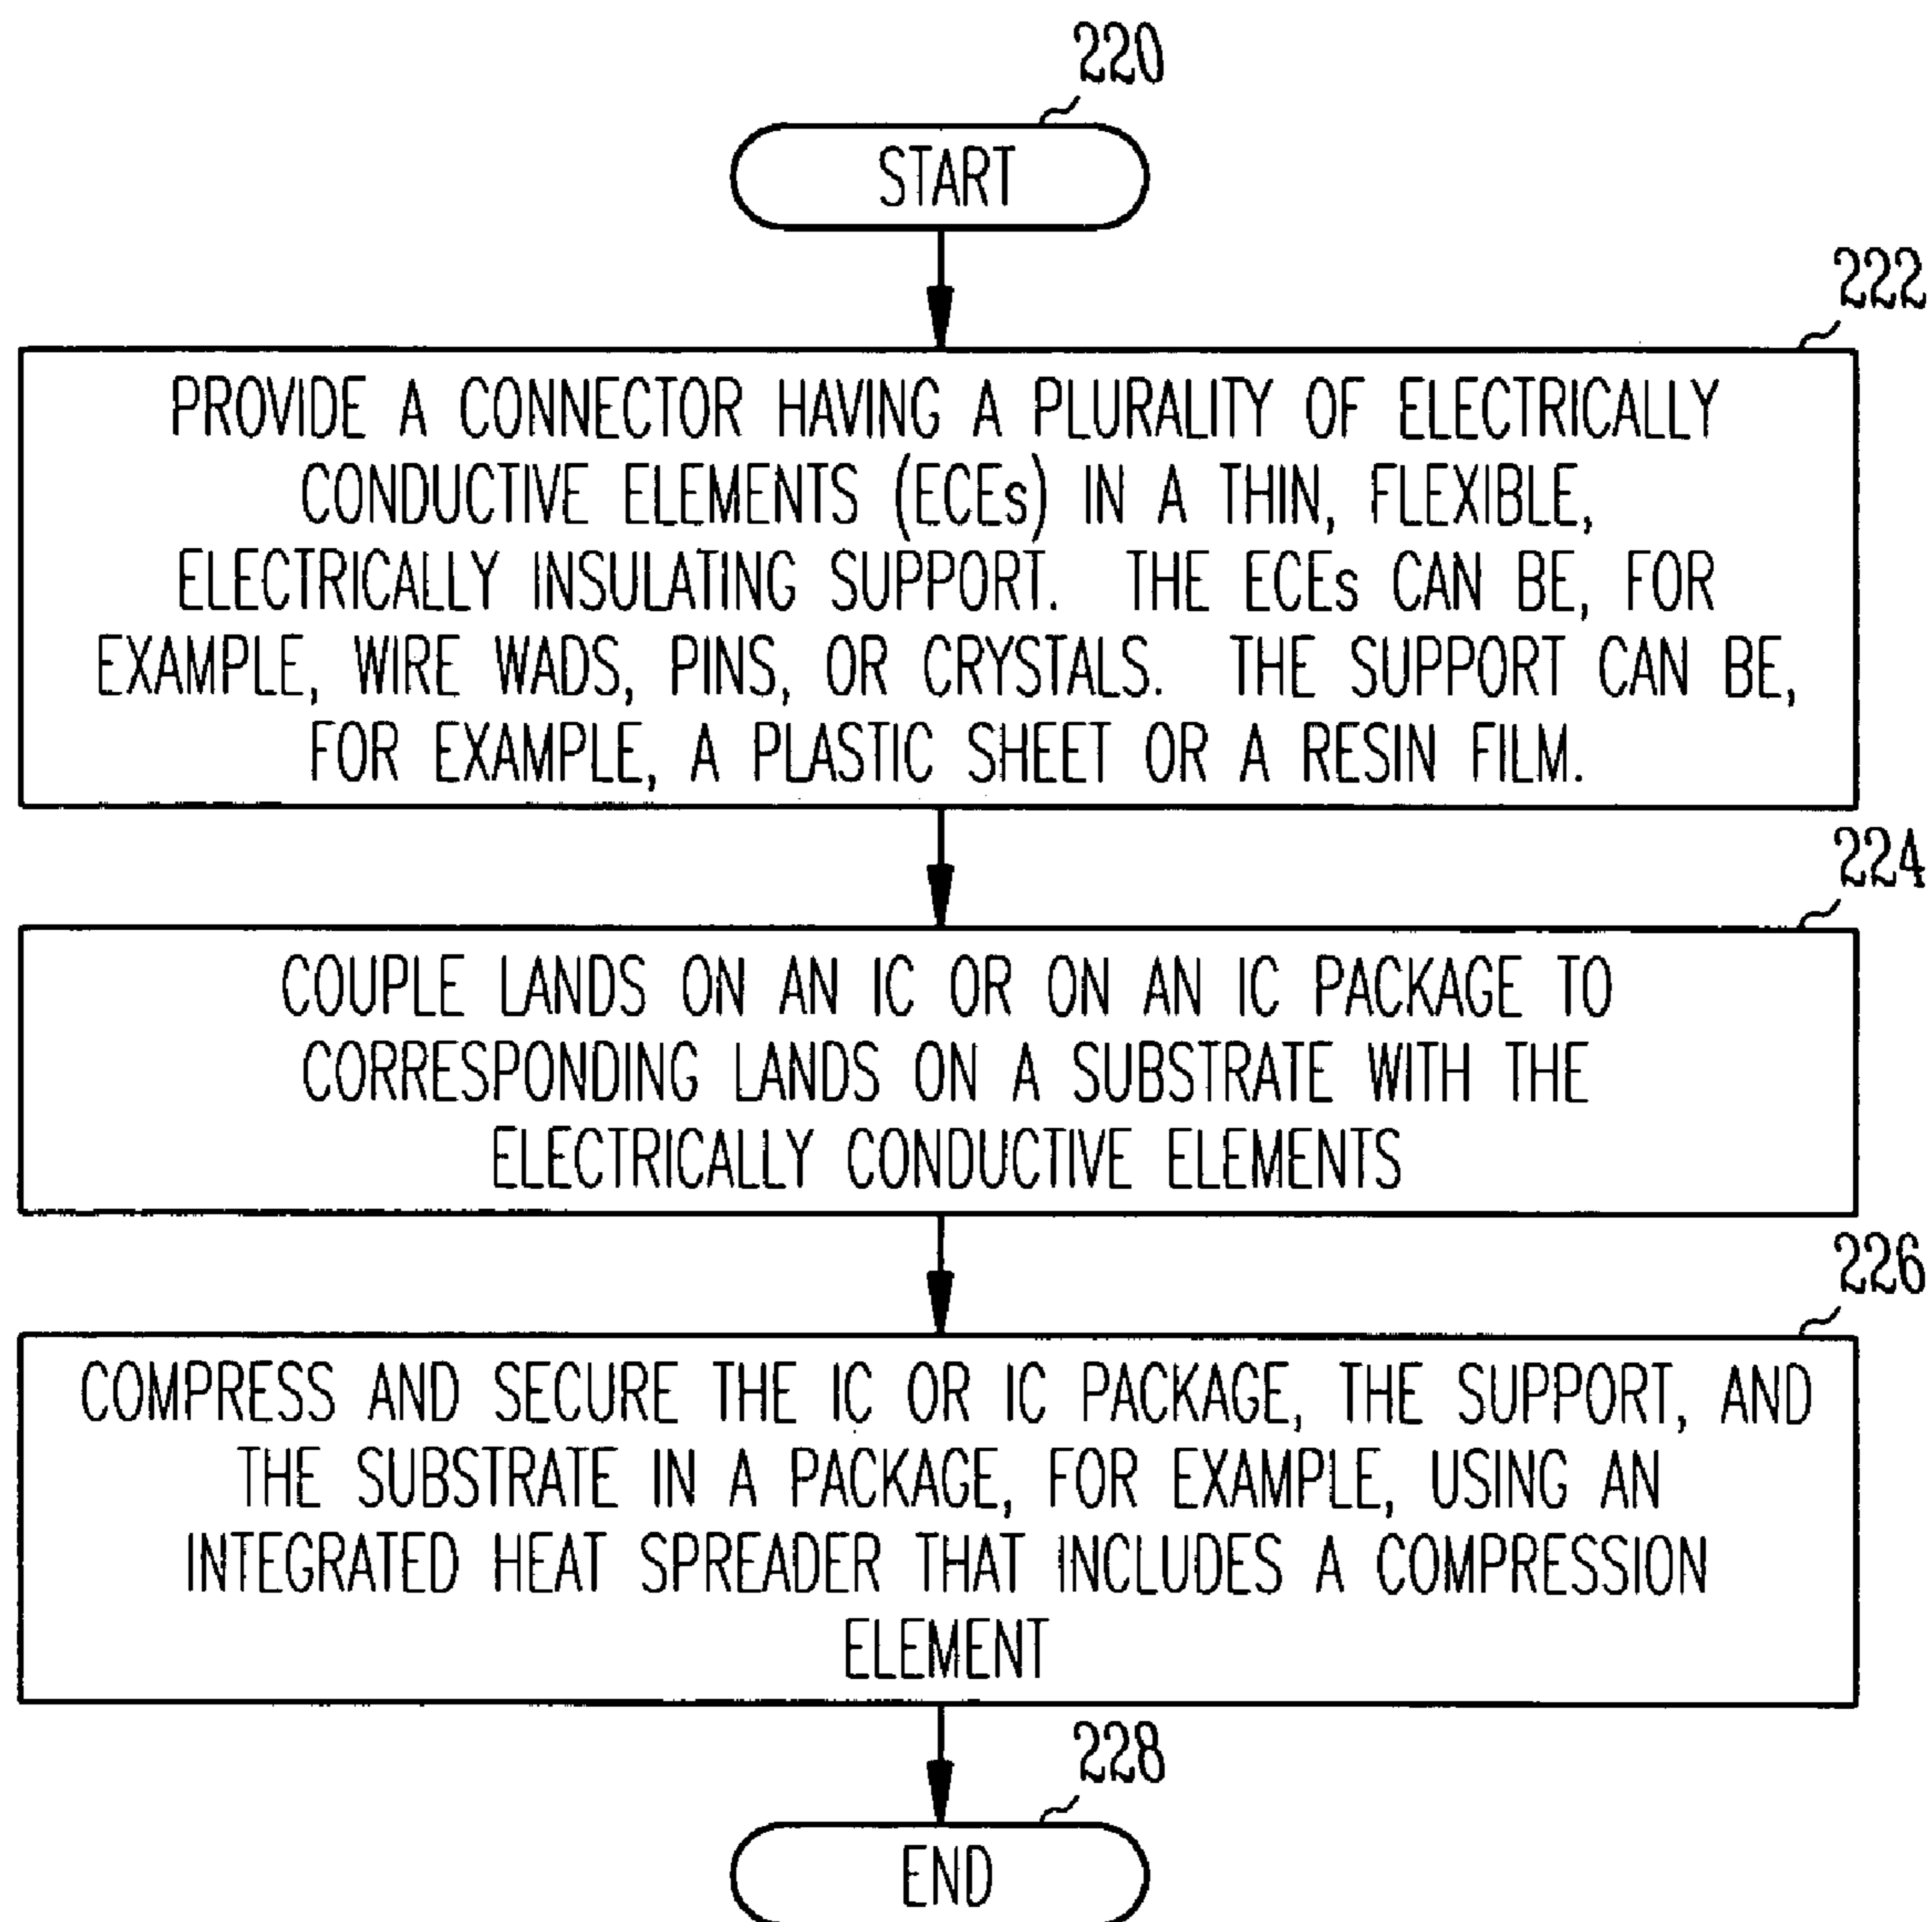 220
START
222
PROVIDE A CONNECTOR HAVING A PLURALITY OF ELECTRICALLY
CONDUCTIVE ELEMENTS (ECEs) IN A THIN, FLEXIBLE,
ELECTRICALLY INSULATING SUPPORT. THE ECEs CAN BE, FOR
EXAMPLE, WIRE WADS, PINS, OR CRYSTALS. THE SUPPORT CAN BE,
FOR EXAMPLE, A PLASTIC SHEET OR A RESIN FILM.
224
COUPLE LANDS ON AN IC OR ON AN IC PACKAGE TO
CORRESPONDING LANDS ON A SUBSTRATE WITH THE
ELECTRICALLY CONDUCTIVE ELEMENTS
226
COMPRESS AND SECURE THE IC OR IC PACKAGE, THE SUPPORT, AND
THE SUBSTRATE IN A PACKAGE, FOR EXAMPLE, USING AN
INTEGRATED HEAT SPREADER THAT INCLUDES A COMPRESSION
ELEMENT
228
END